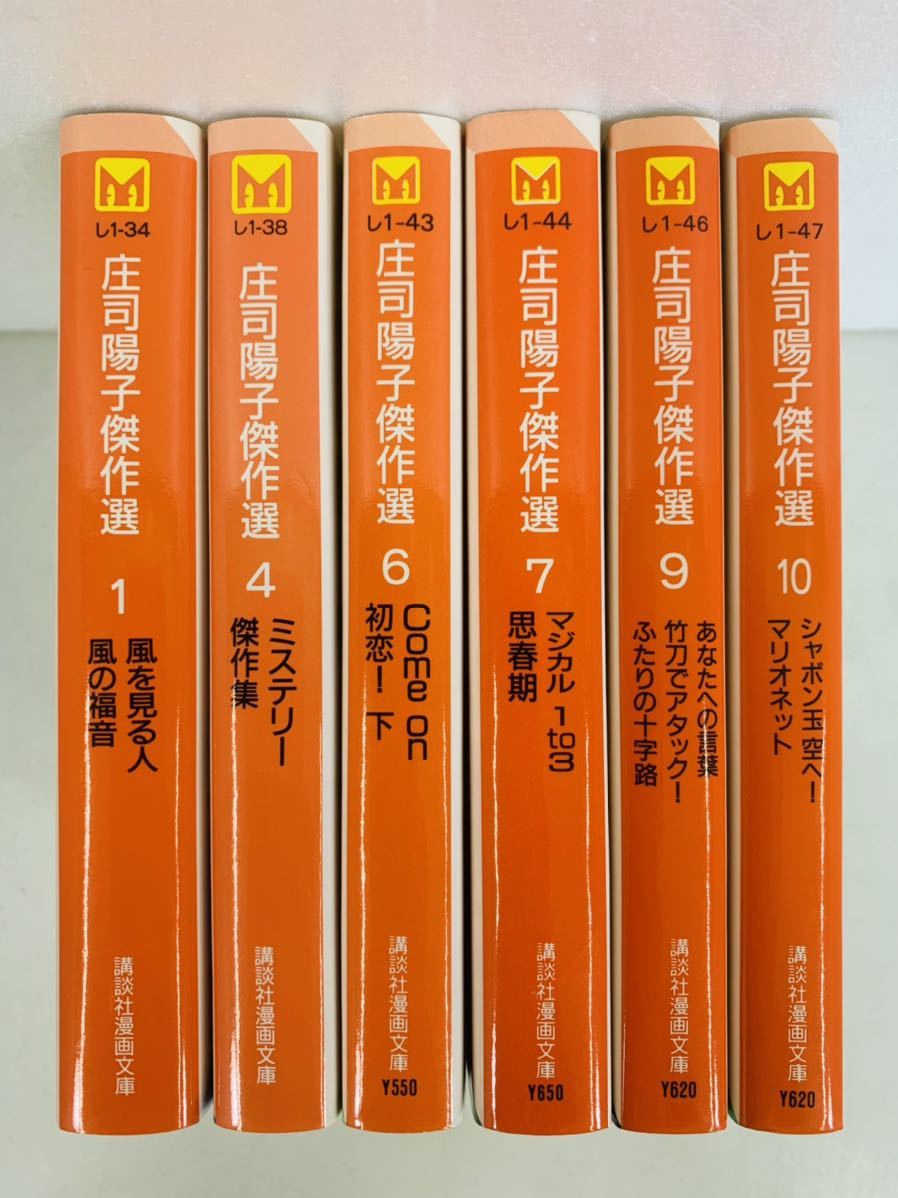 し1-34
庄司陽子傑作選
1
風を見る人
風の福音
講談社漫画文庫
し1-38
庄司陽子傑作選
4
ミステリー
傑作集
講談社漫画文庫
し1-43
庄司陽子傑作選
6
Come on
初恋! 下
講談社漫画文庫
Y550
し1-44
庄司陽子傑作選
7
マジカル 1to3
思春期
講談社漫画文庫
Y650
し1-46
庄司陽子傑作選
9
あなたへの言葉
竹刀でアタック!
ふたりの十字路
講談社漫画文庫
Y620
し1-47
庄司陽子傑作選
10
シャボン玉 空へ!
マリオネット
講談社漫画文庫
Y620